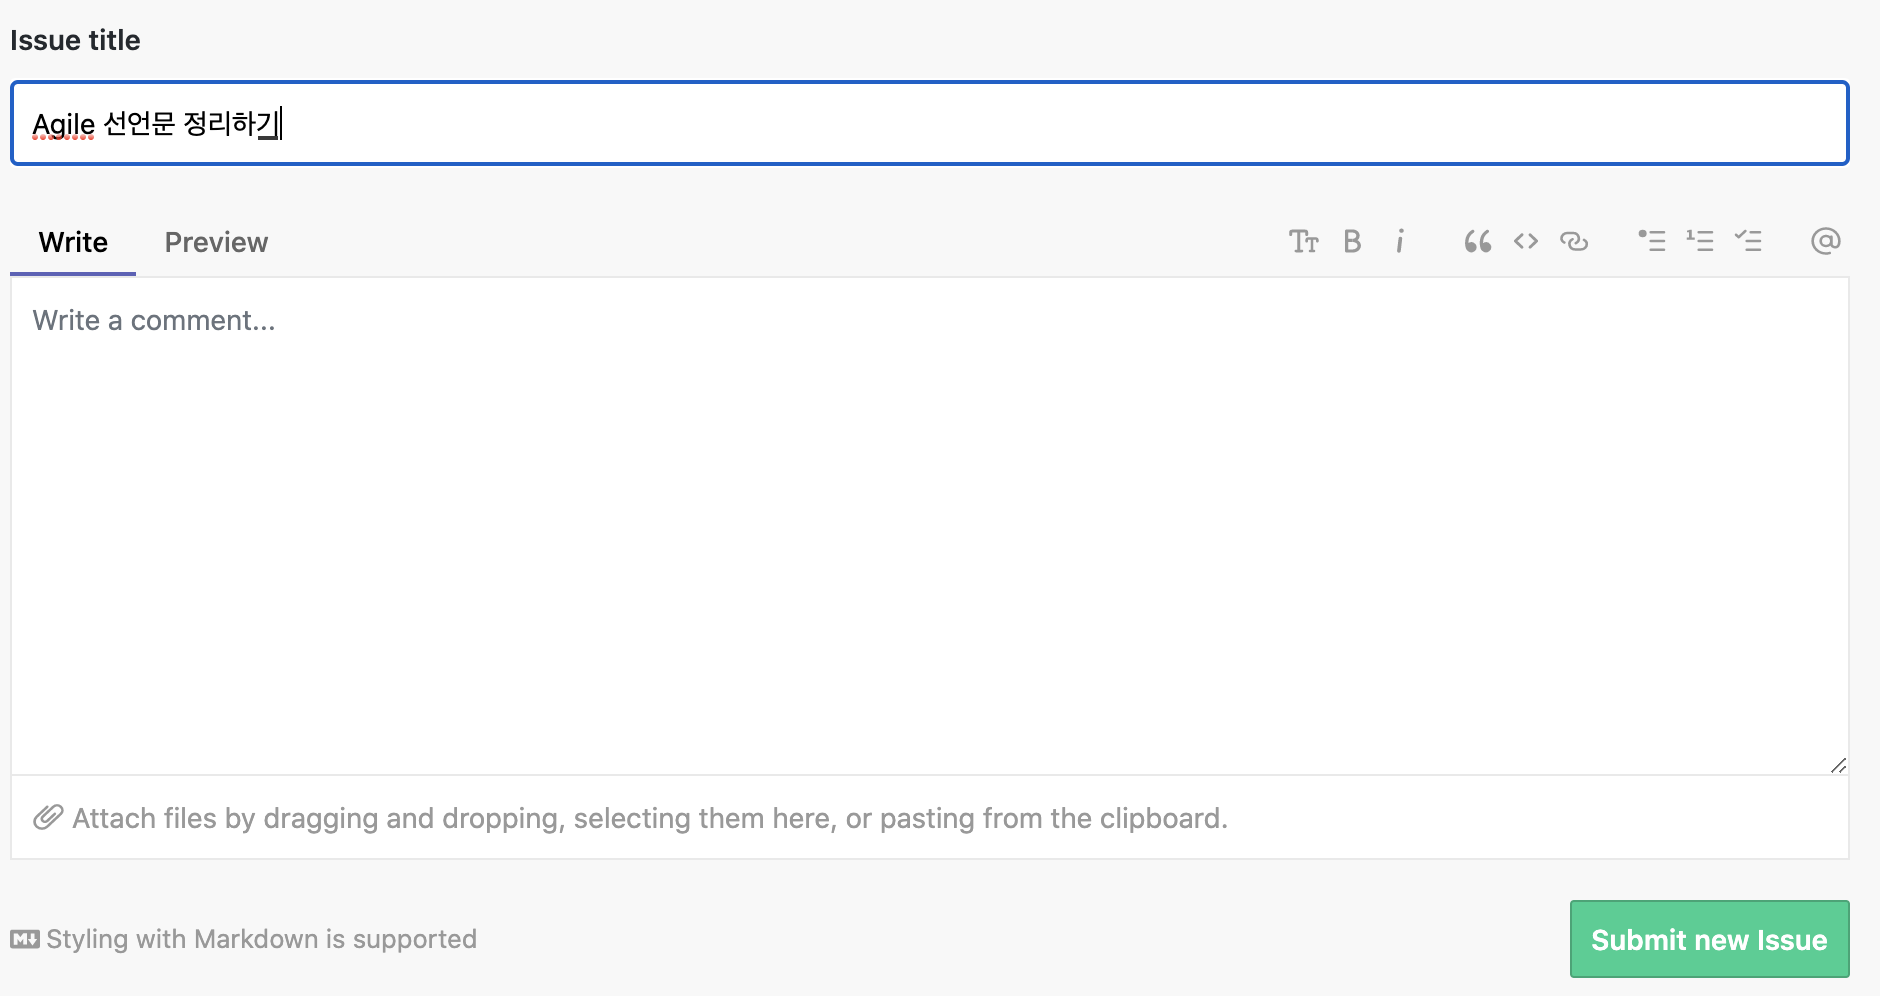 Issue title
Agile 선언문 정리하기
Write Preview
Write a comment...
Attach files by dragging and dropping, selecting them here, or pasting from the clipboard.
Styling with Markdown is supported
Submit new Issue